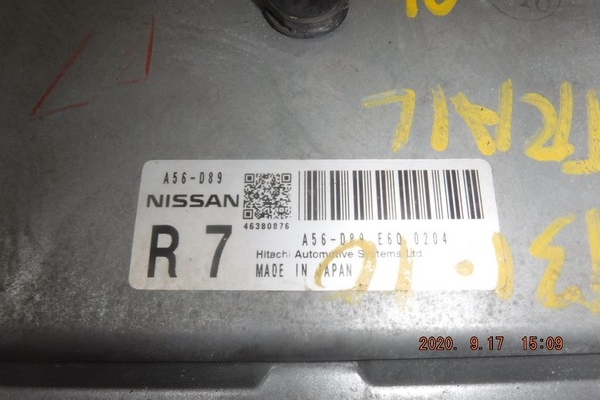 TRAIL
A56-D89
NISSAN
46380876
R 7
A56-D89 E6Q 0204
Hitachi Automotive Systems Ltd.
MADE IN JAPAN
2020. 9.17 15:09